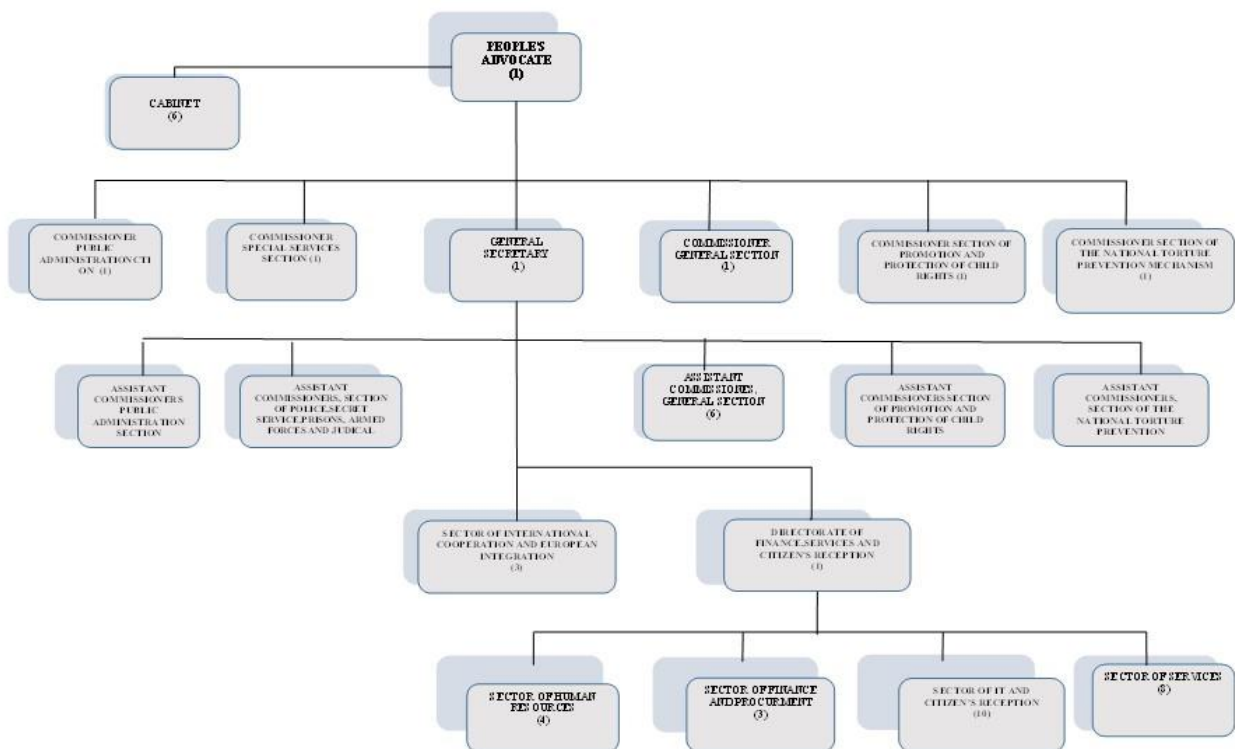 PEOPLE'S
ADVOCATE
(1)
CABINET
(6)
COMMISSIONER
PUBLIC
ADMINISTRATIONCTI
ON (1)
COMMISSIONER
SPECIAL SERVICES
SECTION (1)
GENERAL
SECRETARY
(1)
COMMISSIONER
GENERAL SECTION
(1)
COMMISSIONER SECTION OF
PROMOTION AND
PROTECTION OF CHILD
RIGHTS (1)
COMMISSIONER SECTION OF
THE NATIONAL TORTURE
PREVENTION MECHANISM
(1)
ASSISTANT
COMMISSIONERS
PUBLIC
ADMINISTRATION
SECTION
ASSISTANT
COMMISSIONERS, SECTION
OF POLICE,SECRET
SERVICE,PRISONS, ARMED
FORCES AND JUDICAL
ASSISTANT
COMMISSIONES,
GENERAL SECTION
(6)
ASSISTANT
COMMISSIONERS SECTION
OF PROMOTION AND
PROTECTION OF CHILD
RIGHTS
ASSISTANT
COMMISSIONERS,
SECTION OF THE
NATIONAL TORTURE
PREVENTION
SECTOR OF INTERNATIONAL
COOPERATION AND EUROPEAN
INTEGRATION
(3)
DIRECTORATE OF
FINANCE,SERVICES AND
CITIZEN'S RECEPTION
(1)
SECTOR OF HUMAN
RESOURCES
(4)
SECTOR OF FINANCE
AND PROCURMENT
(3)
SECTOR OF IT AND
CITIZEN'S RECEPTION
(10)
SECTOR OF SERVICES
(8)